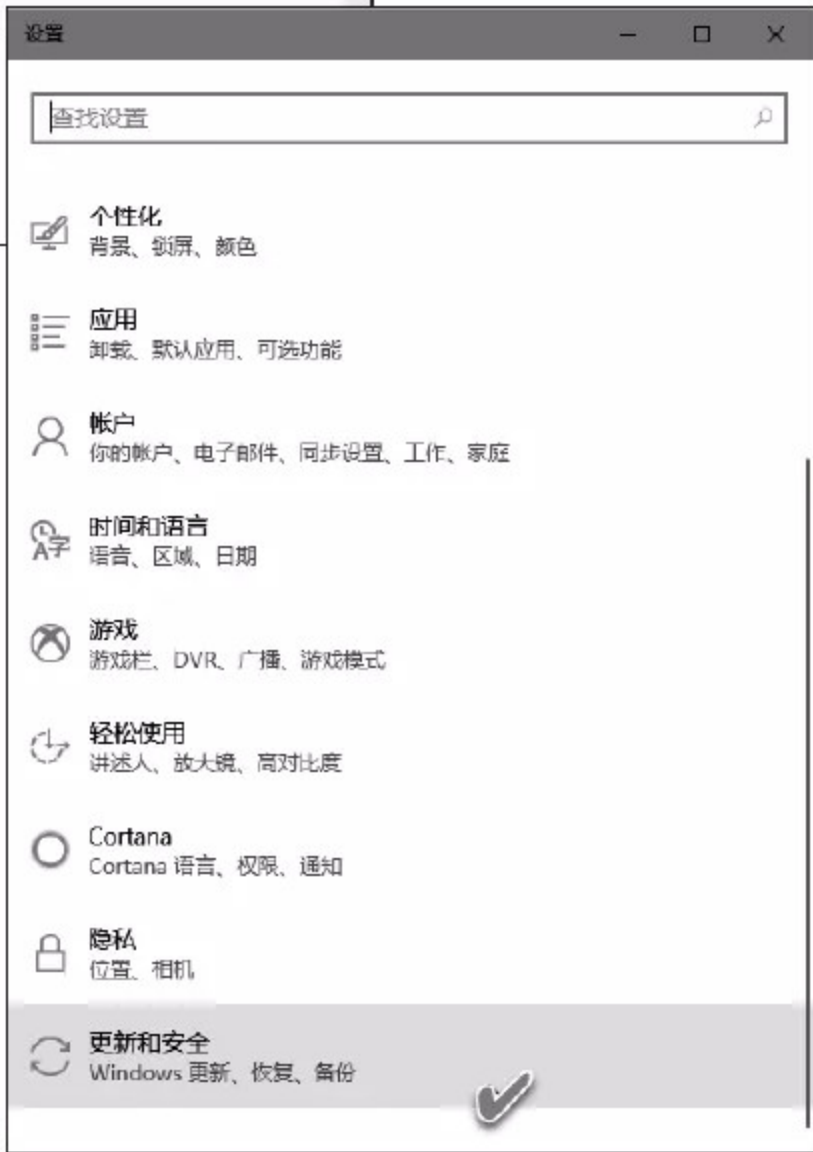 设置
查找设置
个性化
背景、锁屏、颜色
应用
卸载、默认应用、可选功能
帐户
你的帐户、电子邮件、同步设置、工作、家庭
时间和语言
语音、区域、日期
游戏
游戏栏、DVR、广播、游戏模式
轻松使用
讲述人、放大镜、高对比度
Cortana
Cortana 语言、权限、通知
隐私
位置、相机
更新和安全
Windows 更新、恢复、备份